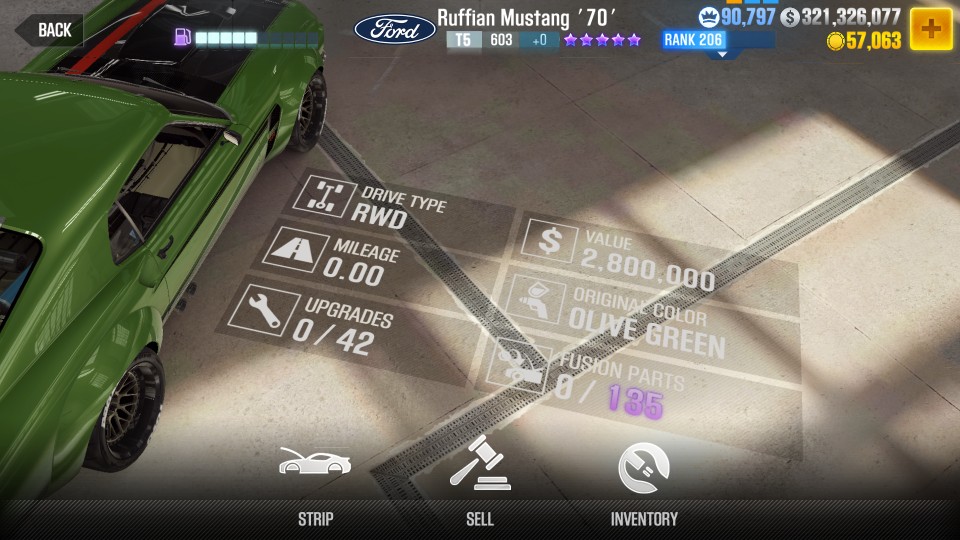 BACK
Ford
Ruffian Mustang ´70´
T5 603 +0
RANK 206
90,797 $ 321,326,077
57,063
DRIVE TYPE
RWD
MILEAGE
0.00
UPGRADES
0 / 42
$ VALUE
2,800,000
ORIGINAL COLOR
OLIVE GREEN
FUSION PARTS
0 / 135
STRIP
SELL
INVENTORY